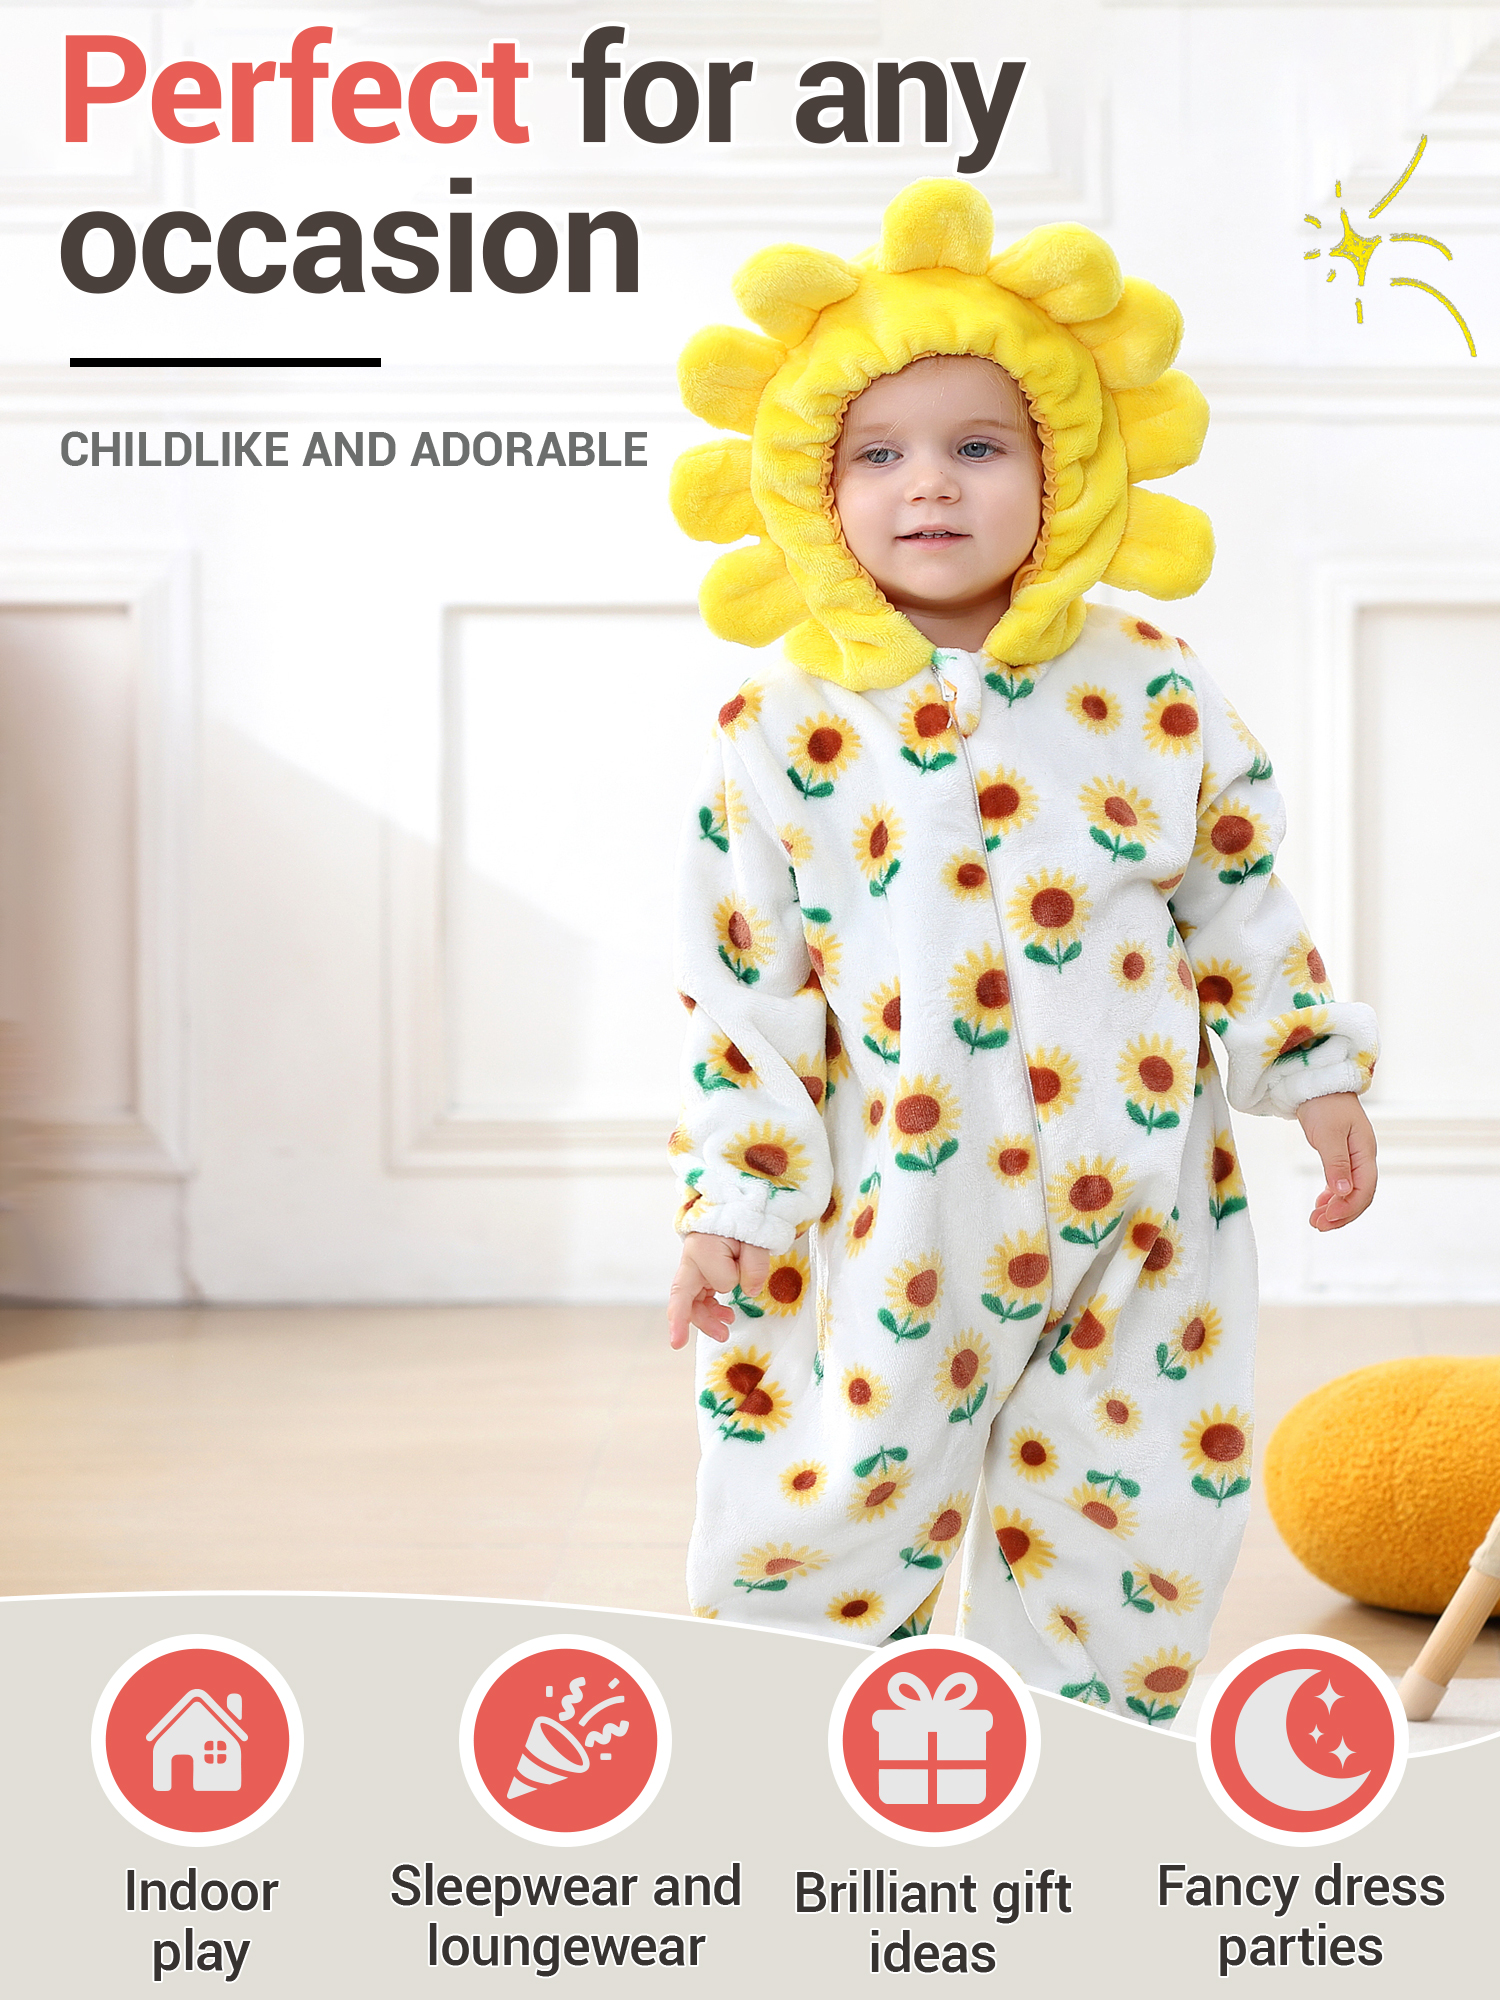 Perfect for any
occasion
CHILDLIKE AND ADORABLE
Indoor
play
Sleepwear and
loungewear
Brilliant gift
ideas
Fancy dress
parties